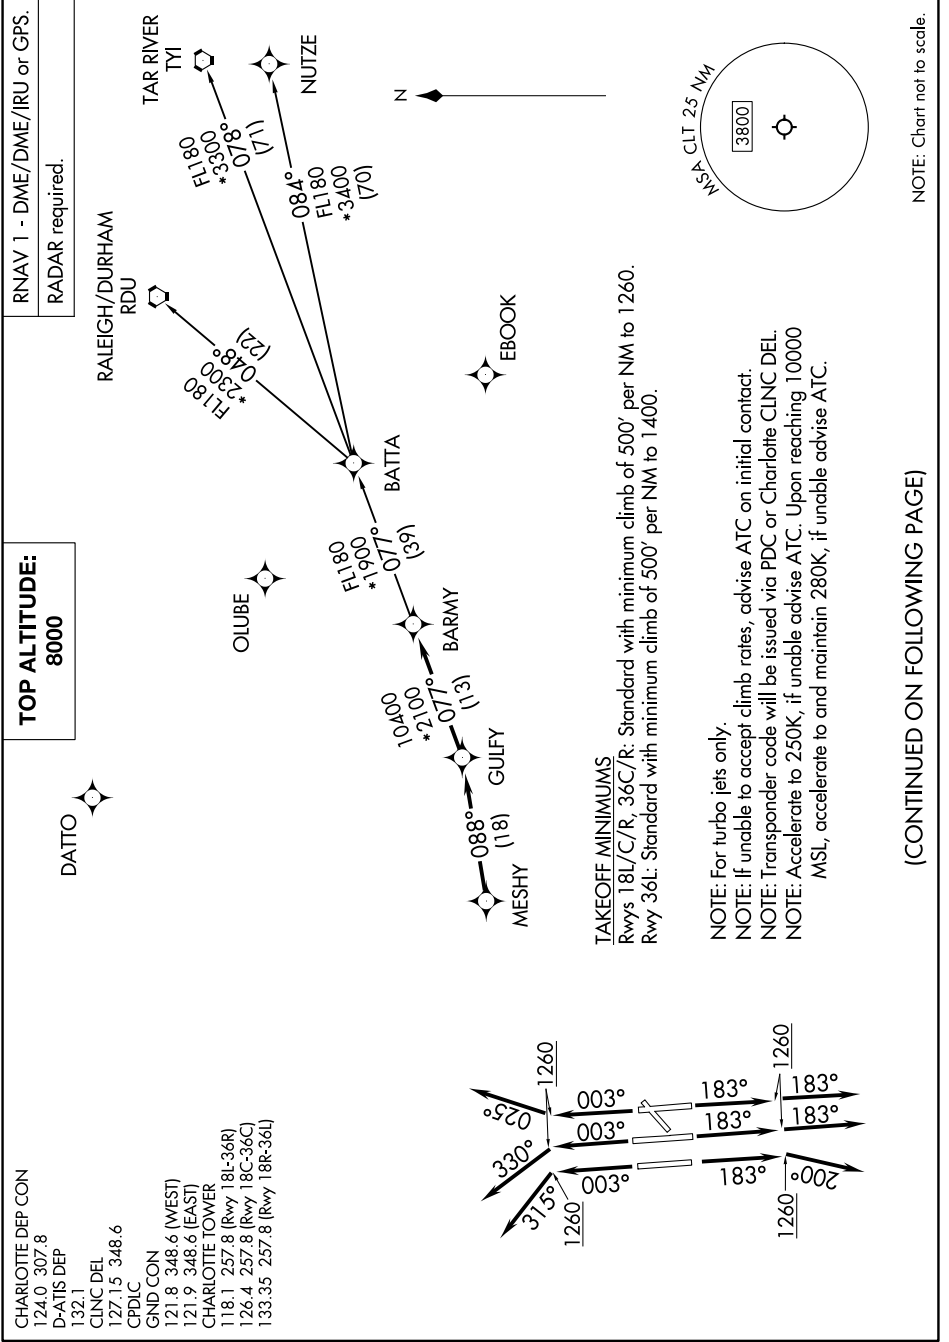 CHARLOTTE DEP CON
124.0 307.8
D-ATIS DEP
132.1
CLNC DEL
127.15 348.6
CPDLC
GND CON
121.8 348.6 (WEST)
121.9 348.6 (EAST)
CHARLOTTE TOWER
118.1 257.8 (Rwy 18L-36R)
126.4 257.8 (Rwy 18C-36C)
133.35 257.8 (Rwy 18R-36L)
TOP ALTITUDE:
8000
RNAV 1 - DME/DME/IRU or GPS.
RADAR required.
DATTO
OLUBE
RALEIGH/DURHAM
RDU
TAR RIVER
TYI
NUTZE
FL180
*2300
048°
(22)
FL180
*3300
078°
(71)
084°
FL180
*3400
(70)
BATTA
FL180
*1900
077°
(39)
BARMY
10400
*2100
077°
(13)
GULFY
088°
(18)
MESHY
EBOOK
N
MSA CLT 25 NM
3800
315°
330°
025°
1260
1260
003°
003°
003°
183°
183°
183°
1260
1260
200°
183°
183°
TAKEOFF MINIMUMS
Rwys 18L/C/R, 36C/R: Standard with minimum climb of 500' per NM to 1260.
Rwy 36L: Standard with minimum climb of 500' per NM to 1400.
NOTE: For turbo jets only.
NOTE: If unable to accept climb rates, advise ATC on initial contact.
NOTE: Transponder code will be issued via PDC or Charlotte CLNC DEL.
NOTE: Accelerate to 250K, if unable advise ATC. Upon reaching 10000
MSL, accelerate to and maintain 280K, if unable advise ATC.
(CONTINUED ON FOLLOWING PAGE)
NOTE: Chart not to scale.